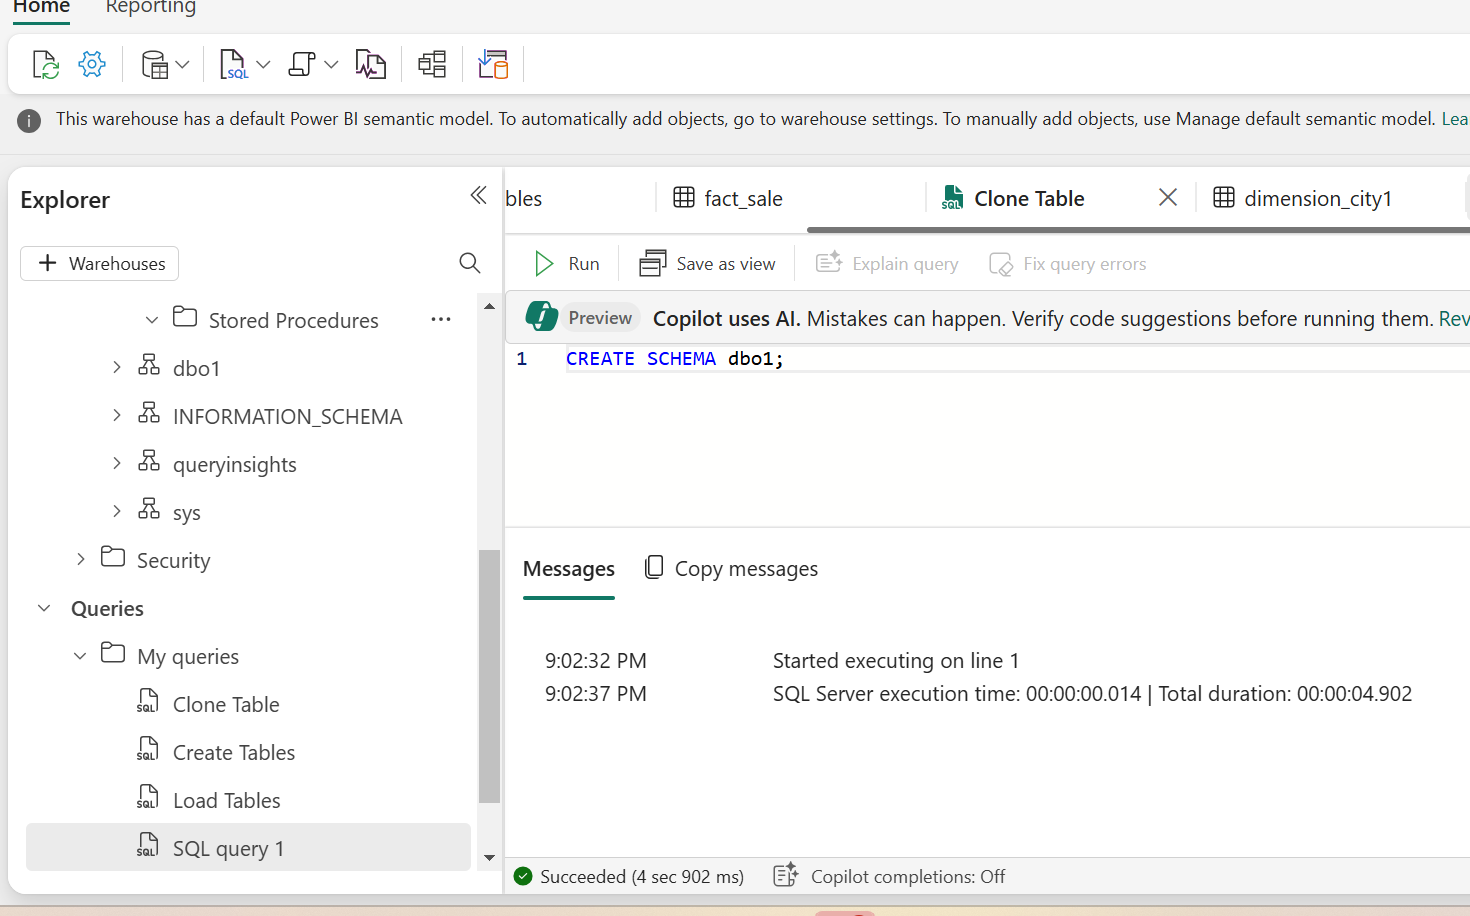 Home Reporting
This warehouse has a default Power BI semantic model. To automatically add objects, go to warehouse settings. To manually add objects, use Manage default semantic model. Lea
Explorer
+ Warehouses
Stored Procedures ...
dbo1
INFORMATION_SCHEMA
queryinsights
sys
Security
Queries
My queries
Clone Table
Create Tables
Load Tables
SQL query 1
bles fact_sale Clone Table dimension_city1
Run Save as view Explain query Fix query errors
Preview Copilot uses AI. Mistakes can happen. Verify code suggestions before running them. Rev
1 CREATE SCHEMA dbo1;
Messages Copy messages
9:02:32 PM Started executing on line 1
9:02:37 PM SQL Server execution time: 00:00:00.014 | Total duration: 00:00:04.902
Succeeded (4 sec 902 ms) Copilot completions: Off